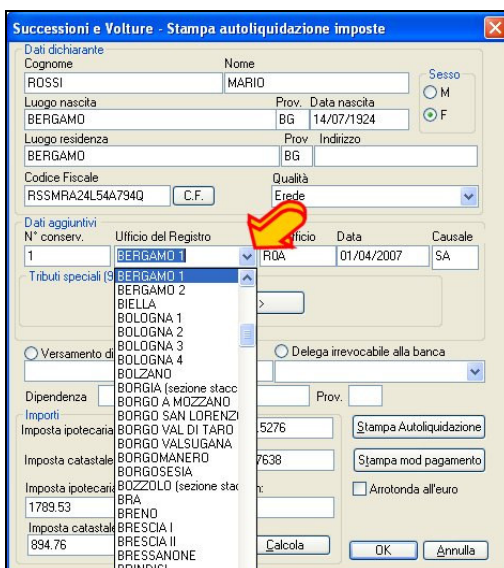 Successioni e Volture - Stampa autoliquidazione imposte
Dati dichiarante
Cognome Nome
ROSSI MARIO
Sesso
M
F
Luogo nascita Prov. Data nascita
BERGAMO BG 14/07/1924
Luogo residenza Prov Indirizzo
BERGAMO BG
Codice Fiscale Qualità
RSSMRA24L54A794Q C.F. Erede
Dati aggiuntivi
N° conserv. Ufficio del Registro Data Causale
1 BERGAMO 1 R0A 01/04/2007 SA
Tributi speciali (9 >
BERGAMO 1
BERGAMO 2
BIELLA
BOLOGNA 1
BOLOGNA 2
BOLOGNA 3
BOLOGNA 4
BOLZANO
BORGIA (sezione stacc
BORGO A MOZZANO
BORGO SAN LORENZO
BORGO VAL DI TARO
BORGO VALSUGANA
BORGOMANERO
BORGOSESIA
BOZZOLO (sezione stac
BRA
BRENO
BRESCIA I
BRESCIA II
BRESSANONE
BRINDISI
Versamento di Delega irrevocabile alla banca
Dipendenza Prov.
Importi
Imposta ipotecaria .5276 Stampa Autoliquidazione
Imposta catastale 7638 Stampa mod pagamento
Imposta ipotecaria n: Arrotonda all'euro
1789.53
Imposta catastale
894.76 Calcola OK Annulla